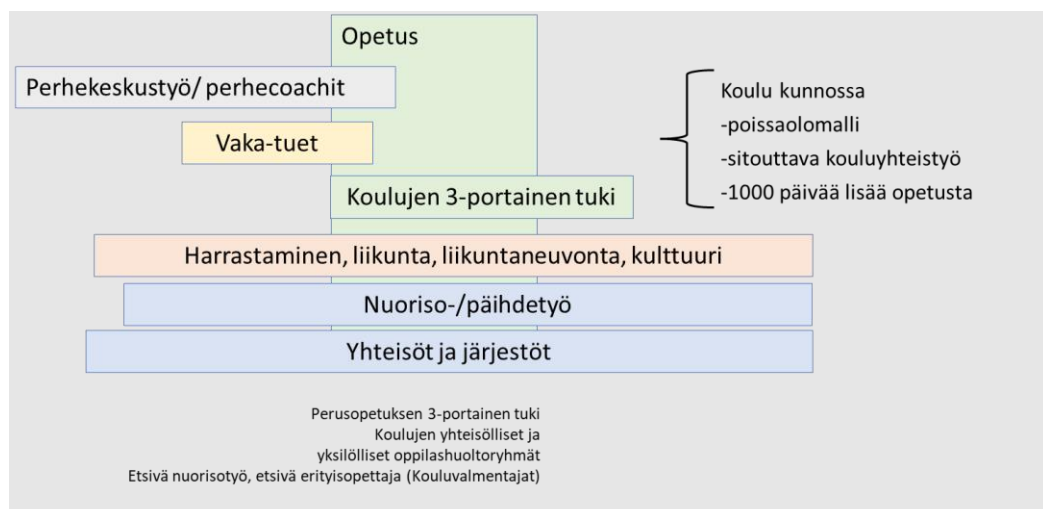 Opetus
Perhekeskustyö/ perhecoachit
Vaka-tuet
Koulujen 3-portainen tuki
Harrastaminen, liikunta, liikuntaneuvonta, kulttuuri
Nuoriso-/päihdetyö
Yhteisöt ja järjestöt
Koulu kunnossa
-poissaolomalli
-sitouttava kouluyhteistyö
-1000 päivää lisää opetusta
Perusopetuksen 3-portainen tuki
Koulujen yhteisölliset ja
yksilölliset oppilashuoltoryhmät
Etsivä nuorisotyö, etsivä erityisopettaja (Kouluvalmentajat)